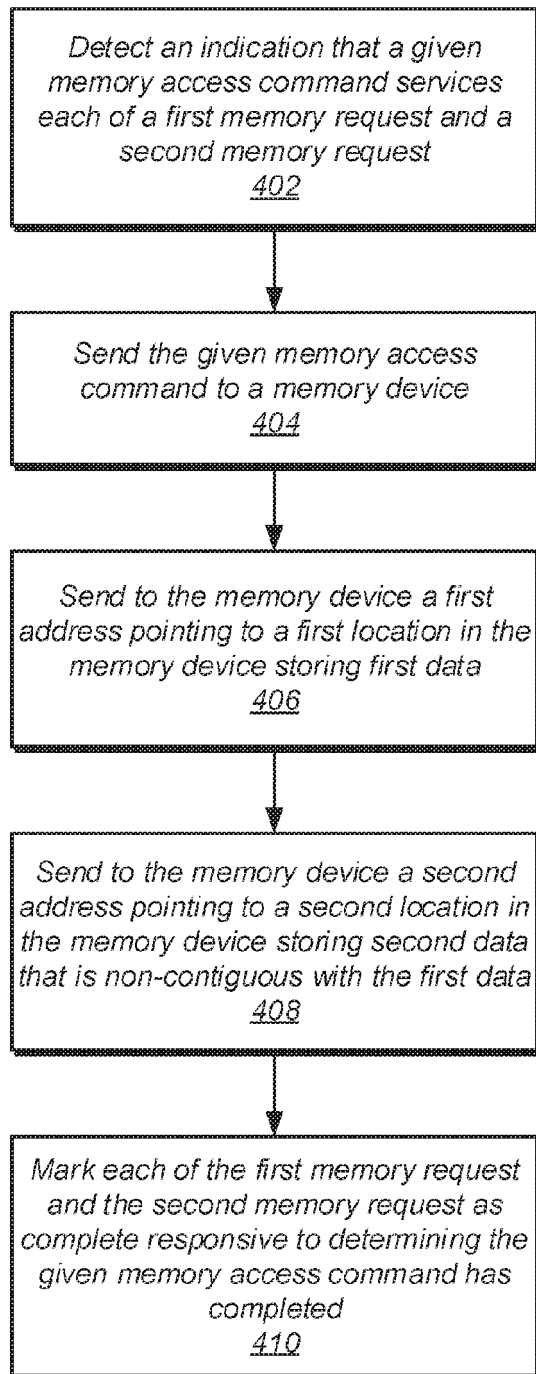 Detect an indication that a given
memory access command services
each of a first memory request and a
second memory request
402
Send the given memory access
command to a memory device
404
Send to the memory device a first
address pointing to a first location in the
memory device storing first data
406
Send to the memory device a second
address pointing to a second location in
the memory device storing second data
that is non-contiguous with the first data
408
Mark each of the first memory request
and the second memory request as
complete responsive to determining the
given memory access command has
completed
410